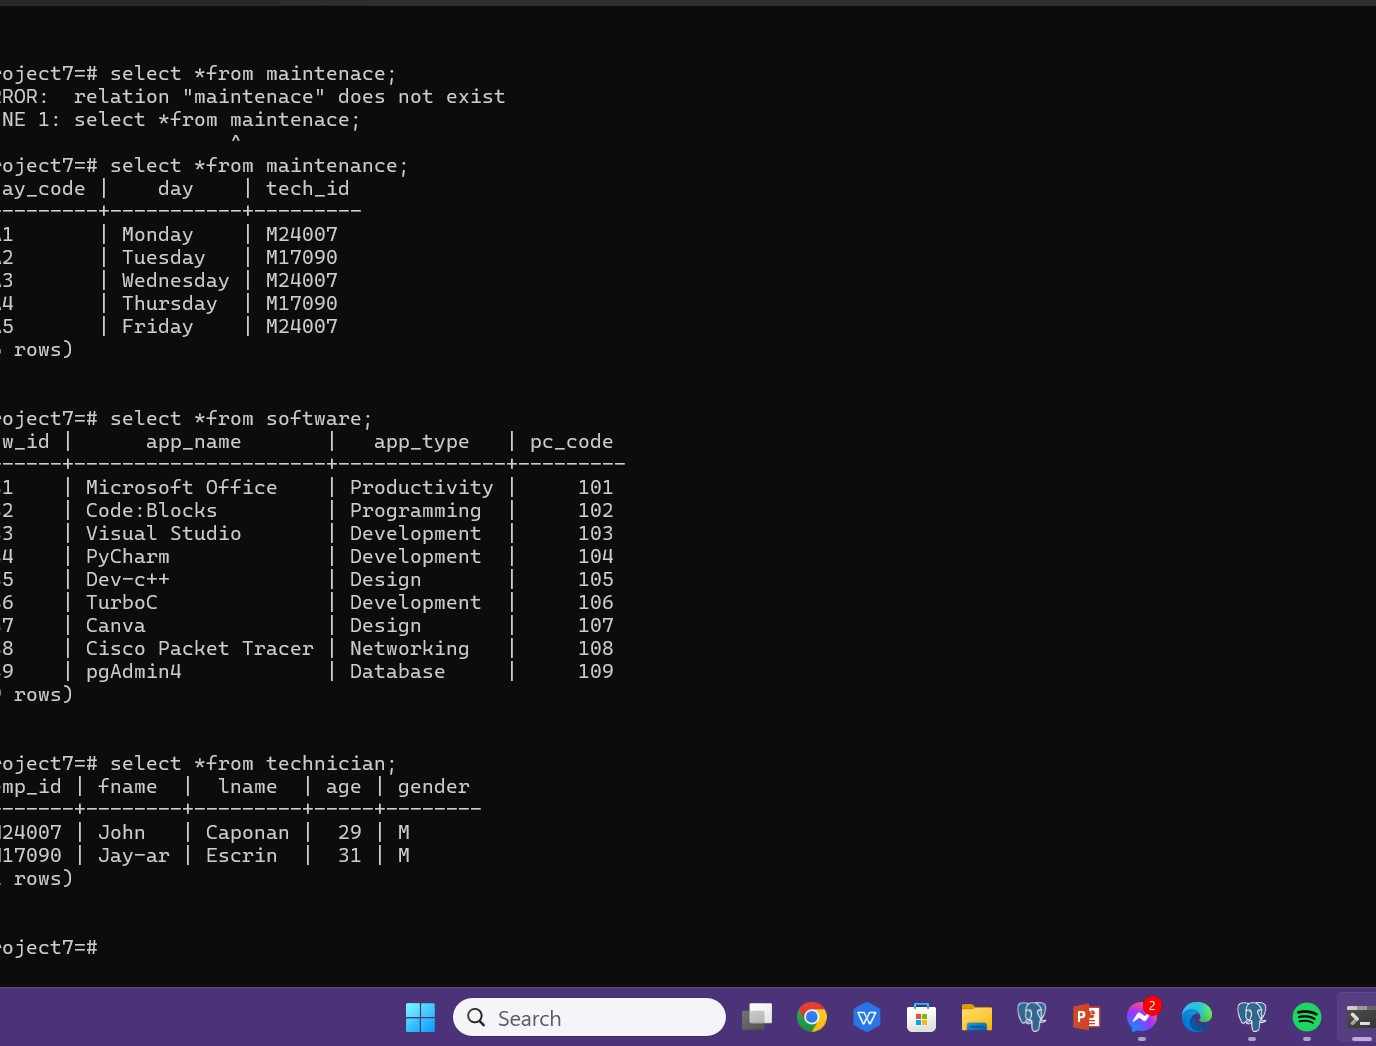 oject7=# select *from maintenace;
ROR:  relation "maintenace" does not exist
NE 1: select *from maintenace;
^
oject7=# select *from maintenance;
ay_code |    day    | tech_id
--------+-----------+---------
1       | Monday    | M24007
2       | Tuesday   | M17090
3       | Wednesday | M24007
4       | Thursday  | M17090
5       | Friday    | M24007
rows)
oject7=# select *from software;
w_id |      app_name       |   app_type   | pc_code
-----+---------------------+--------------+---------
1    | Microsoft Office    | Productivity |     101
2    | Code:Blocks         | Programming  |     102
3    | Visual Studio       | Development  |     103
4    | PyCharm             | Development  |     104
5    | Dev-c++             | Design       |     105
6    | TurboC              | Development  |     106
7    | Canva               | Design       |     107
8    | Cisco Packet Tracer | Networking   |     108
9    | pgAdmin4            | Database     |     109
rows)
oject7=# select *from technician;
mp_id | fname  |  lname  | age | gender
------+--------+---------+-----+--------
24007 | John   | Caponan |  29 | M
17090 | Jay-ar | Escrin  |  31 | M
rows)
oject7=#
Search
2